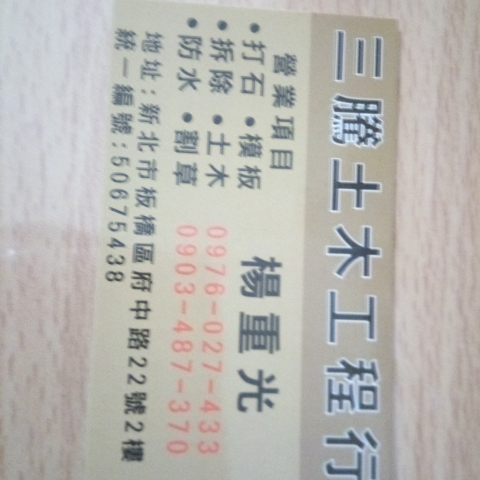 三騰土木工程行
營業項目
•打石 •模板
•拆除 •土木
•防水 •割草
楊重光
0976-027-433
0903-487-370
地址:新北市板橋區府中路22號2樓
統一編號:50675438